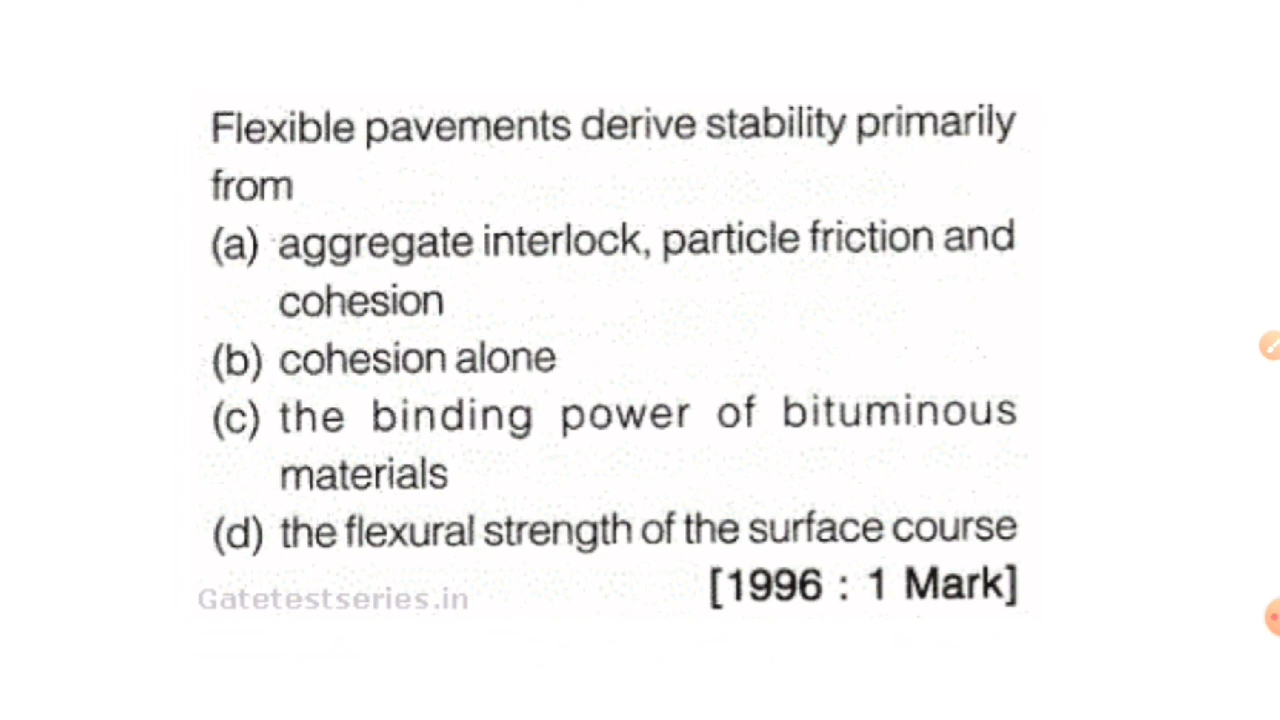 Flexible pavements derive stability primarily
from
(a) aggregate interlock, particle friction and
cohesion
(b) cohesion alone
(c) the binding power of bituminous
materials
(d) the flexural strength of the surface course
[1996 : 1 Mark]
Gatetestseries.in